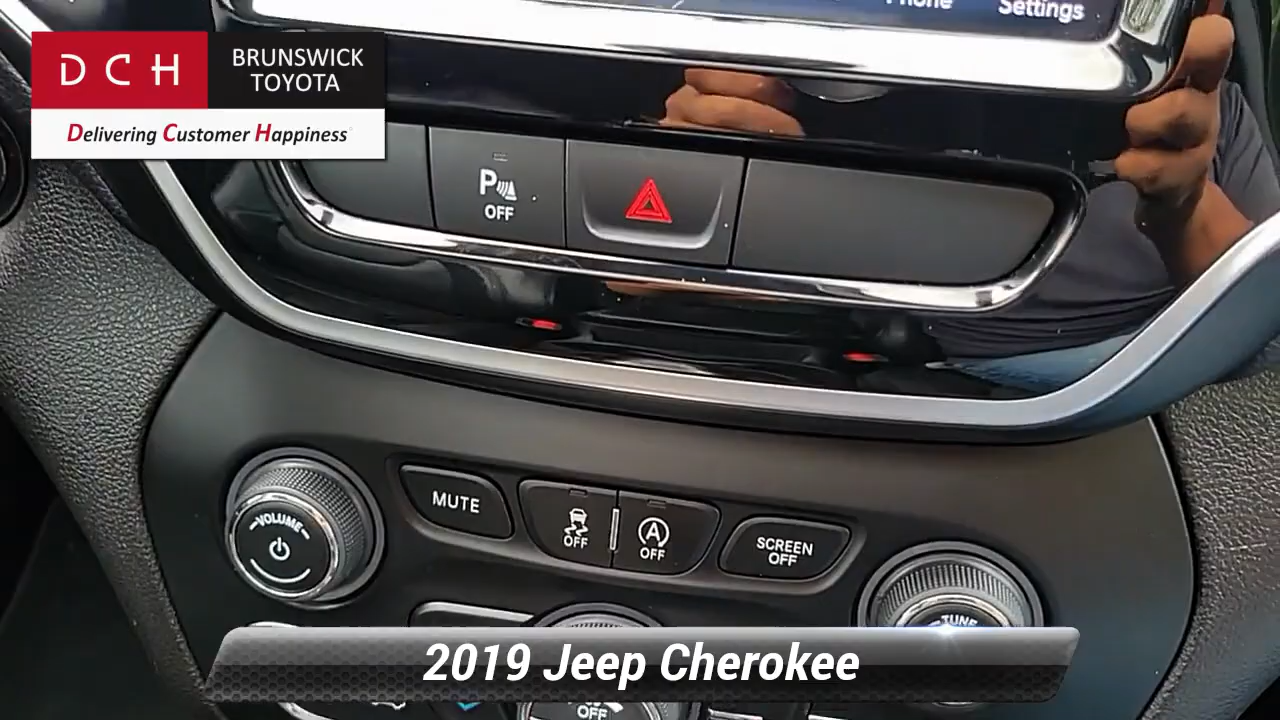 Phone
Settings
DCH
BRUNSWICK
TOYOTA
Delivering Customer Happiness
P
OFF
MUTE
OFF
A
OFF
SCREEN
OFF
VOLUME
TUNE
2019 Jeep Cherokee
OFF